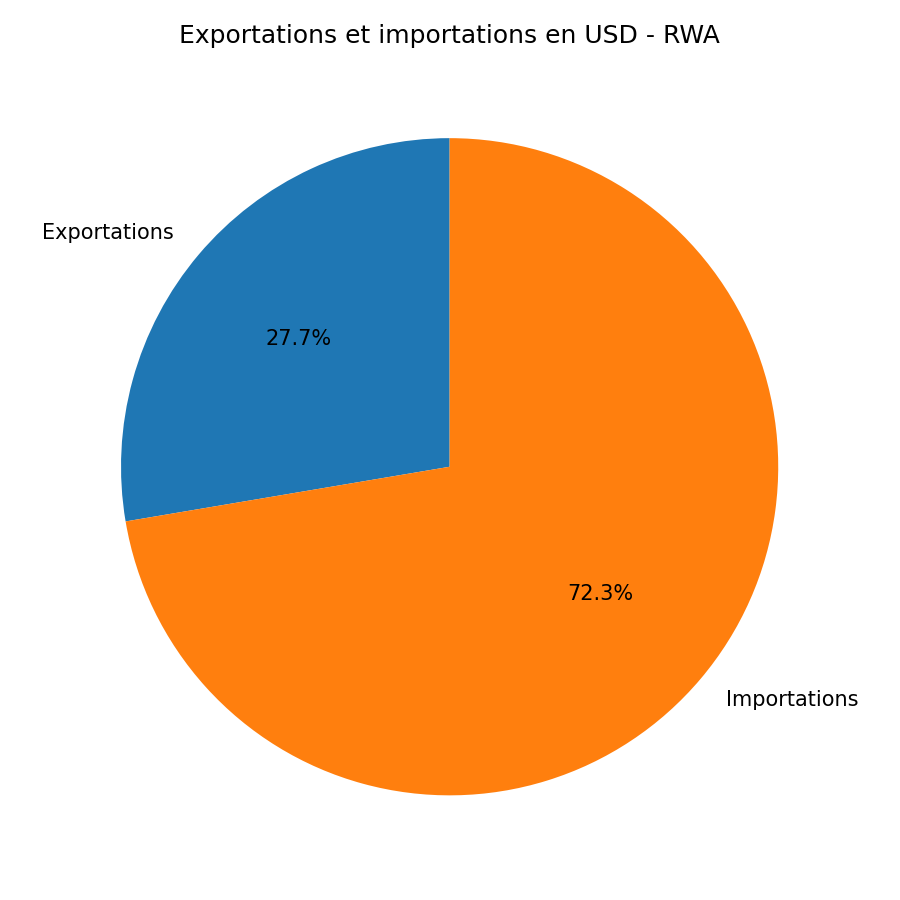 Exportations et importations en USD - RWA
Exportations
27.7%
72.3%
Importations